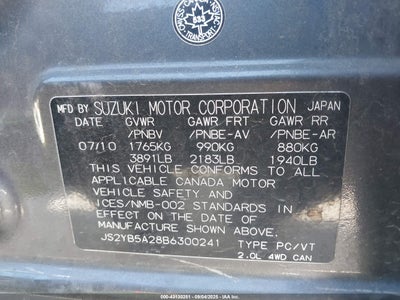 333
MFD BY SUZUKI MOTOR CORPORATION JAPAN
DATE GVWR GAWR FRT GAWR RR
/PNBV /PNBE-AV /PNBE-AR
07/10 1765KG 990KG 880KG
3891LB 2183LB 1940LB
THIS VEHICLE CONFORMS TO ALL
APPLICABLE CANADA MOTOR
VEHICLE SAFETY AND
ICES/NMB-002 STANDARDS IN
EFFECT ON THE DATE OF
MANUFACTURE SHOWN ABOVE.
JS2YB5A28B6300241 TYPE PC/VT
2.0L 4WD CAN